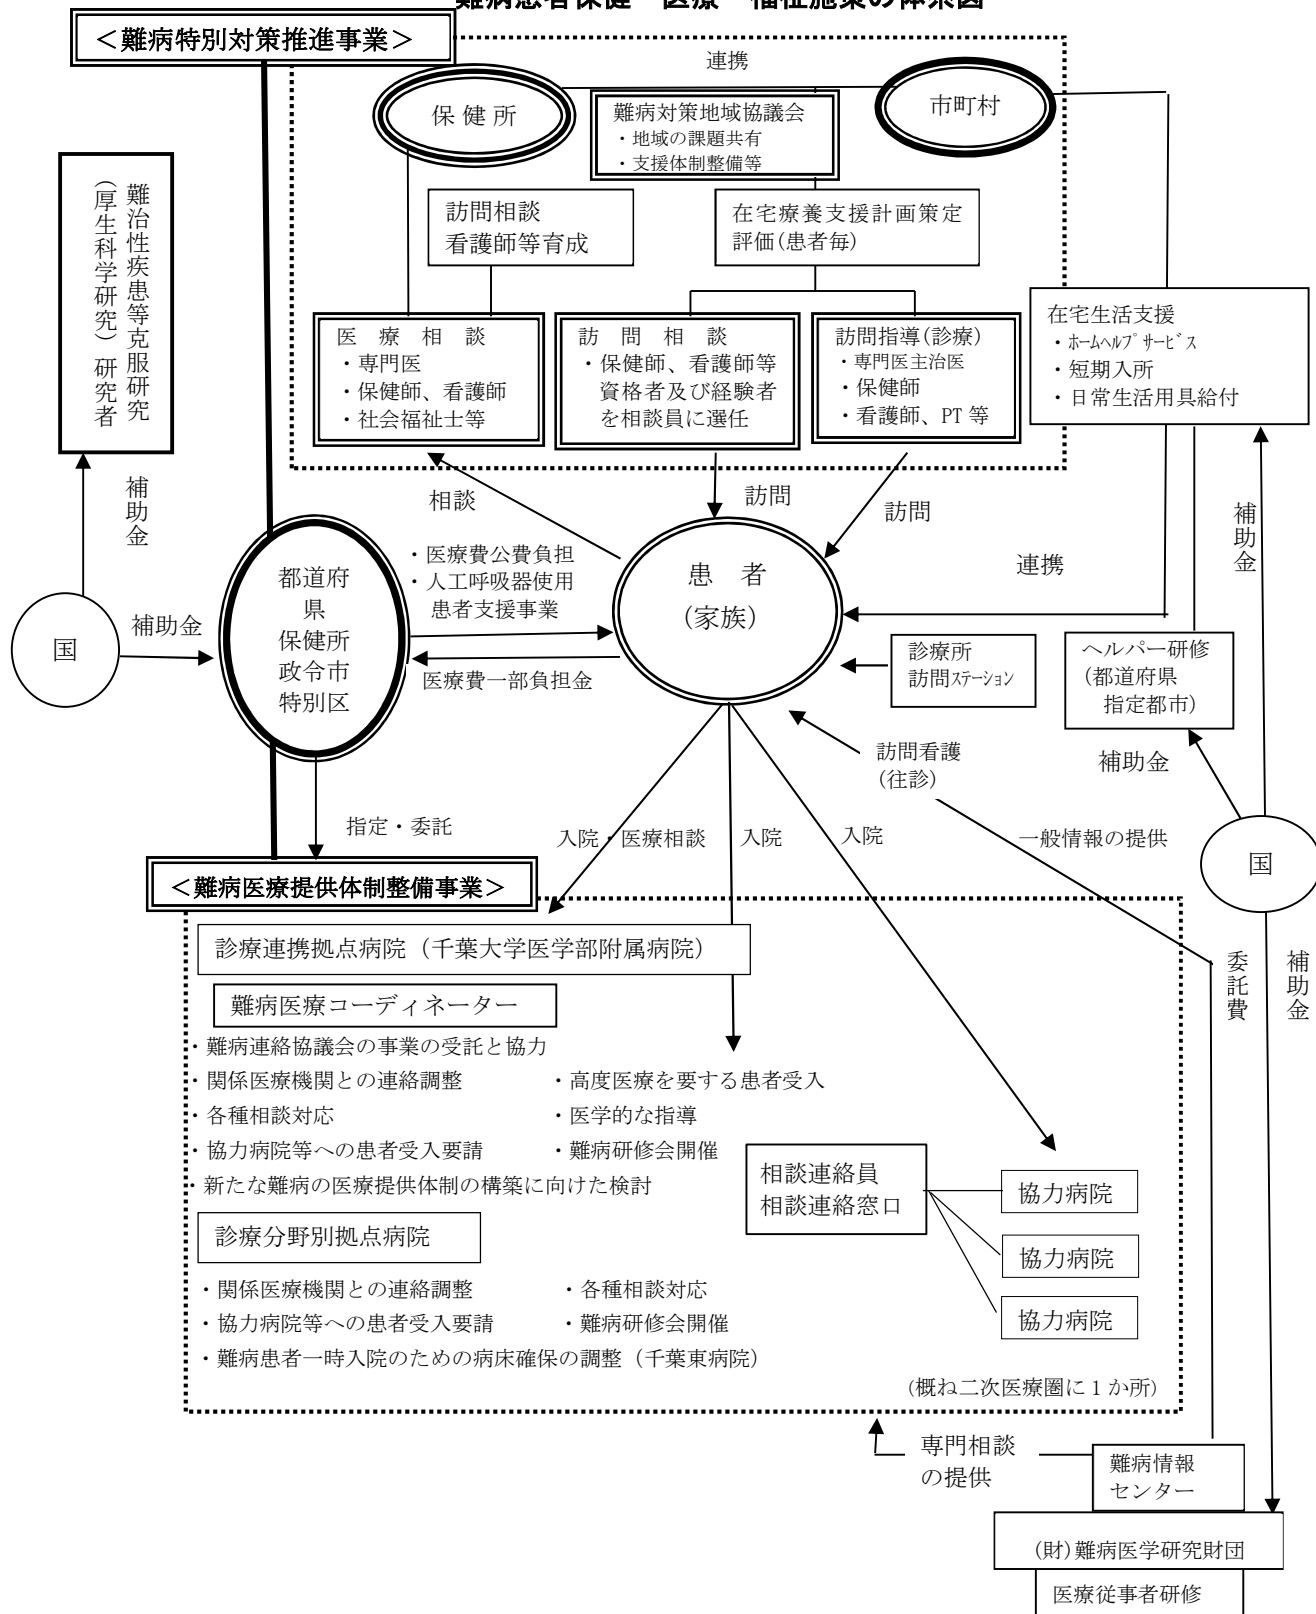 難病患者保健・医療・福祉施策の体系図
＜難病特別対策推進事業＞
連携
保 健 所
難病対策地域協議会
・地域の課題共有
・支援体制整備等
市町村
難治性疾患等克服研究
（厚生科学研究）研究者
訪問相談
看護師等育成
在宅療養支援計画策定
評価(患者毎)
医 療 相 談
・専門医
・保健師、看護師
・社会福祉士等
訪 問 相 談
・保健師、看護師等
資格者及び経験者
を相談員に選任
訪問指導(診療)
・専門医主治医
・保健師
・看護師、PT 等
在宅生活支援
・ﾎｰﾑﾍﾙﾌﾟｻｰﾋﾞｽ
・短期入所
・日常生活用具給付
補助金
相談
訪問
訪問
補助金
都道府
県
保健所
政令市
特別区
・医療費公費負担
・人工呼吸器使用
患者支援事業
患 者
(家族)
連携
国
補助金
医療費一部負担金
診療所
訪問ｽﾃｰｼｮﾝ
ヘルパー研修
(都道府県
指定都市)
訪問看護
(往診)
補助金
指定・委託
入院・医療相談
入院
入院
一般情報の提供
国
＜難病医療提供体制整備事業＞
診療連携拠点病院（千葉大学医学部附属病院）
委託費
補助金
難病医療コーディネーター
・難病連絡協議会の事業の受託と協力
・関係医療機関との連絡調整
・高度医療を要する患者受入
・各種相談対応
・医学的な指導
・協力病院等への患者受入要請
・難病研修会開催
・新たな難病の医療提供体制の構築に向けた検討
相談連絡員
相談連絡窓口
協力病院
協力病院
協力病院
診療分野別拠点病院
・関係医療機関との連絡調整
・各種相談対応
・協力病院等への患者受入要請
・難病研修会開催
・難病患者一時入院のための病床確保の調整（千葉東病院）
(概ね二次医療圏に１か所)
専門相談
の提供
難病情報
センター
(財)難病医学研究財団
医療従事者研修